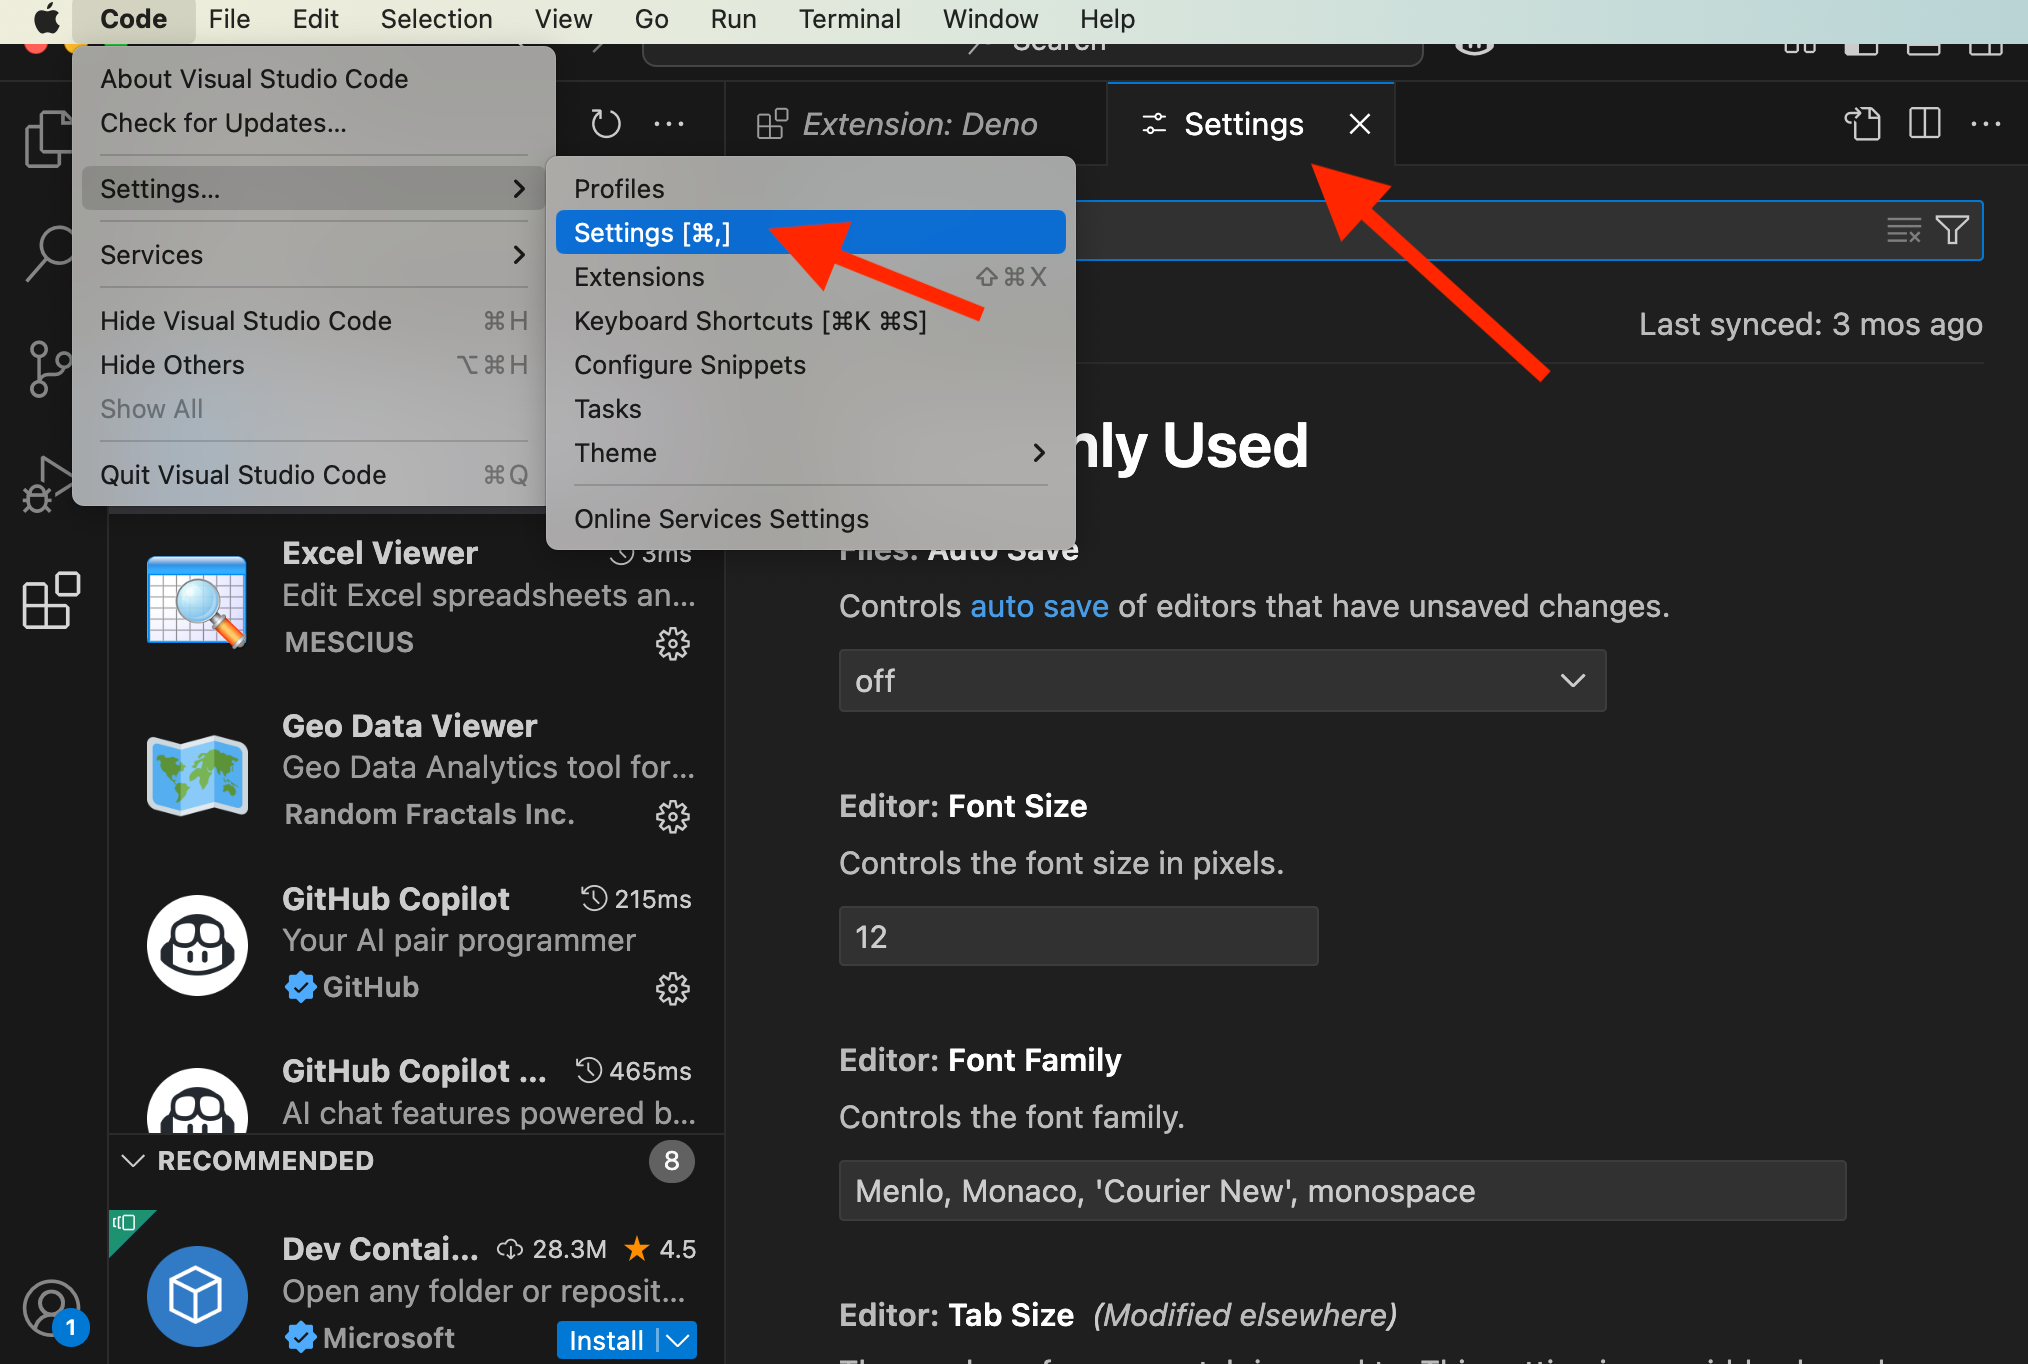 Code File Edit Selection View Go Run Terminal Window Help
Search
About Visual Studio Code
Check for Updates...
Settings...
Services
Hide Visual Studio Code ⌘H
Hide Others ⌥⌘H
Show All
Quit Visual Studio Code ⌘Q
Profiles
Settings [⌘,]
Extensions ⇧⌘X
Keyboard Shortcuts [⌘K ⌘S]
Configure Snippets
Tasks
Theme
Online Services Settings
Extension: Deno
Settings
Last synced: 3 mos ago
nly Used
Files: Auto Save
Controls auto save of editors that have unsaved changes.
off
Editor: Font Size
Controls the font size in pixels.
12
Editor: Font Family
Controls the font family.
Menlo, Monaco, 'Courier New', monospace
Editor: Tab Size (Modified elsewhere)
Excel Viewer 3ms
Edit Excel spreadsheets an...
MESCIUS
Geo Data Viewer
Geo Data Analytics tool for...
Random Fractals Inc.
GitHub Copilot 215ms
Your AI pair programmer
GitHub
GitHub Copilot ... 465ms
AI chat features powered b...
RECOMMENDED 8
Dev Contai... 28.3M 4.5
Open any folder or reposit...
Microsoft Install
1